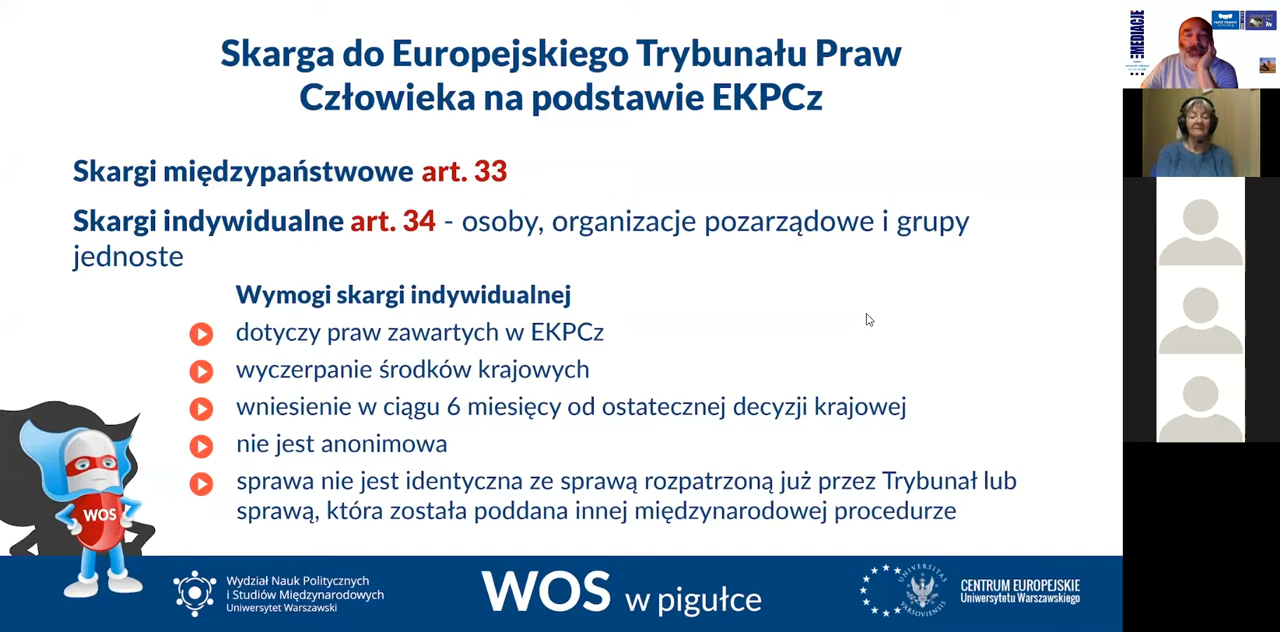 Skarga do Europejskiego Trybunału Praw
Człowieka na podstawie EKPCz
Skargi międzypaństwowe art. 33
Skargi indywidualne art. 34 - osoby, organizacje pozarządowe i grupy
jednoste
Wymogi skargi indywidualnej
dotyczy praw zawartych w EKPCz
wyczerpanie środków krajowych
wniesienie w ciągu 6 miesięcy od ostatecznej decyzji krajowej
nie jest anonimowa
sprawa nie jest identyczna ze sprawą rozpatrzoną już przez Trybunał lub
sprawą, która została poddana innej międzynarodowej procedurze
WOS
Wydział Nauk Politycznych
i Studiów Międzynarodowych
Uniwersytet Warszawski
WOS w pigułce
UNIVERSITAS
VARSOVIENSIS
CENTRUM EUROPEJSKIE
Uniwersytetu Warszawskiego
MEDIACJE